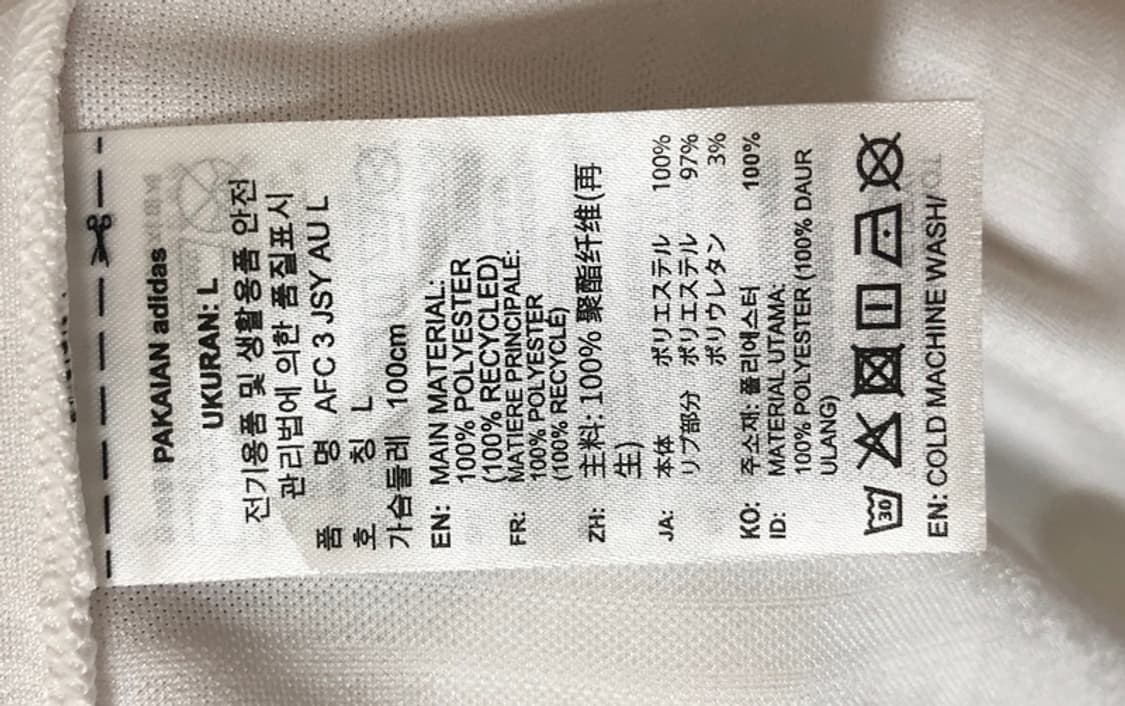 PAKAIAN adidas
UKURAN: L
전기용품 및 생활용품 안전
관리법에 의한 품질표시
품 명 AFC 3 JSY AU L
호 칭 L
가슴둘레 100cm
EN: MAIN MATERIAL:
100% POLYESTER
(100% RECYCLED)
FR: MATIERE PRINCIPALE:
100% POLYESTER
(100% RECYCLE)
ZH: 主料: 100% 聚酯纤维(再
生)
JA: 本体 ポリエステル 100%
リブ部分 ポリエステル 97%
ポリウレタン 3%
KO: 주소재: 폴리에스터 100%
ID: MATERIAL UTAMA:
100% POLYESTER (100% DAUR
ULANG)
30
EN: COLD MACHINE WASH/